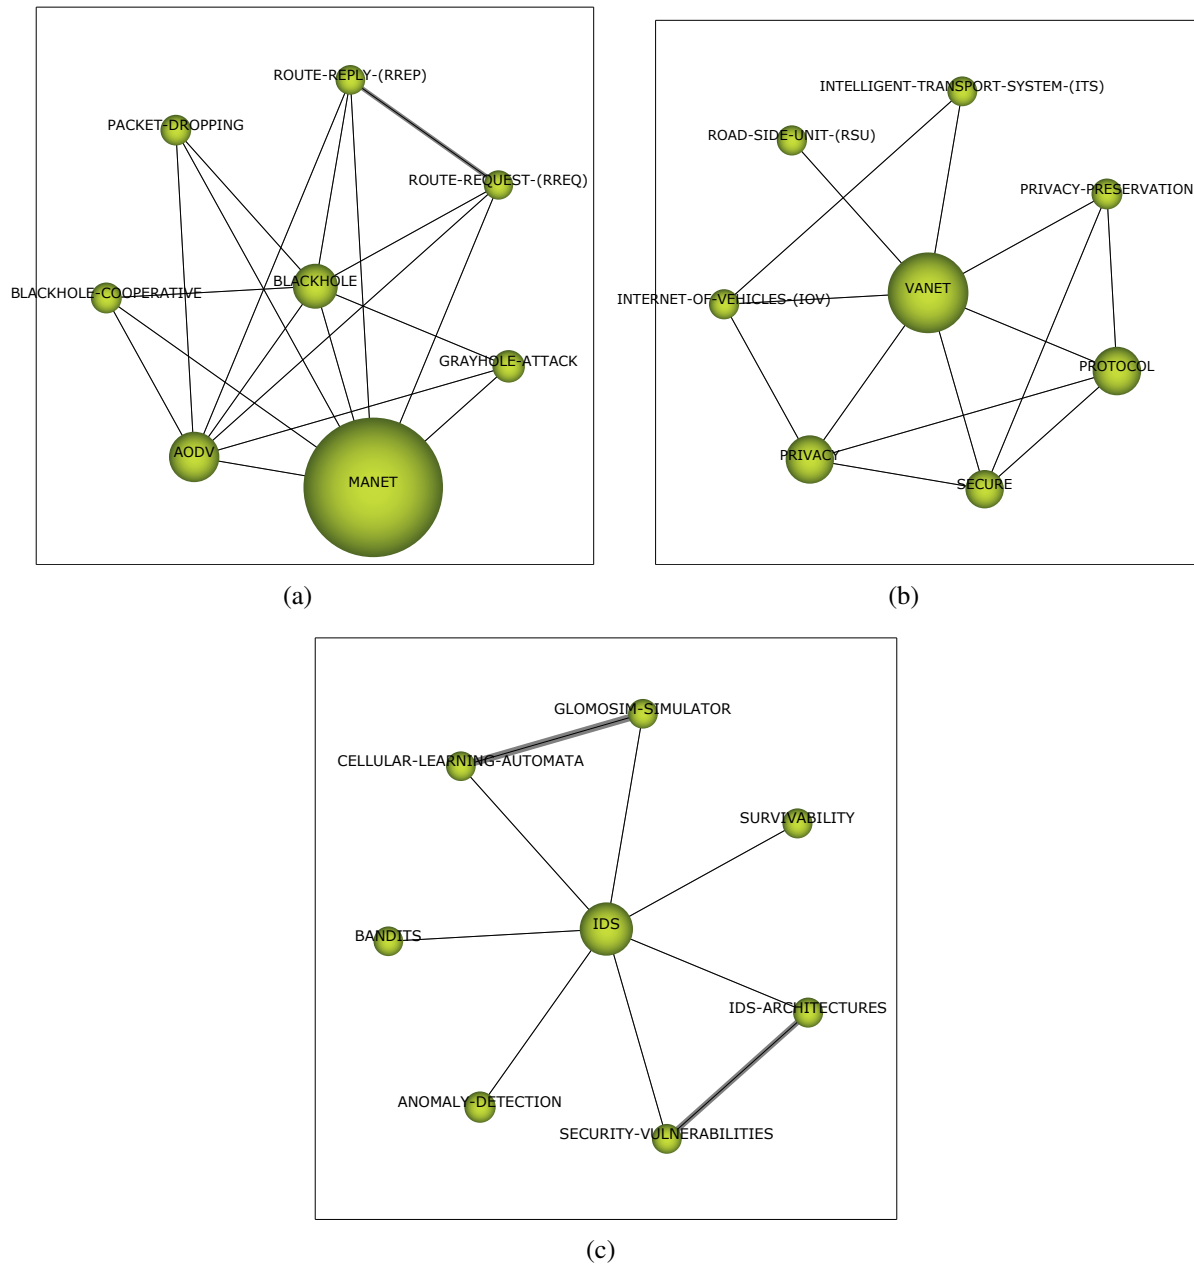 ROUTE-REPLY-(RREP)
PACKET-DROPPING
ROUTE-REQUEST-(RREQ)
BLACKHOLE
BLACKHOLE-COOPERATIVE
GRAYHOLE-ATTACK
AODV
MANET
(a)
INTELLIGENT-TRANSPORT-SYSTEM-(ITS)
ROAD-SIDE-UNIT-(RSU)
PRIVACY-PRESERVATION
VANET
INTERNET-OF-VEHICLES-(IOV)
PROTOCOL
PRIVACY
SECURE
(b)
GLOMOSIM-SIMULATOR
CELLULAR-LEARNING-AUTOMATA
SURVIVABILITY
IDS
BANDITS
IDS-ARCHITECTURES
ANOMALY-DETECTION
SECURITY-VULNERABILITIES
(c)